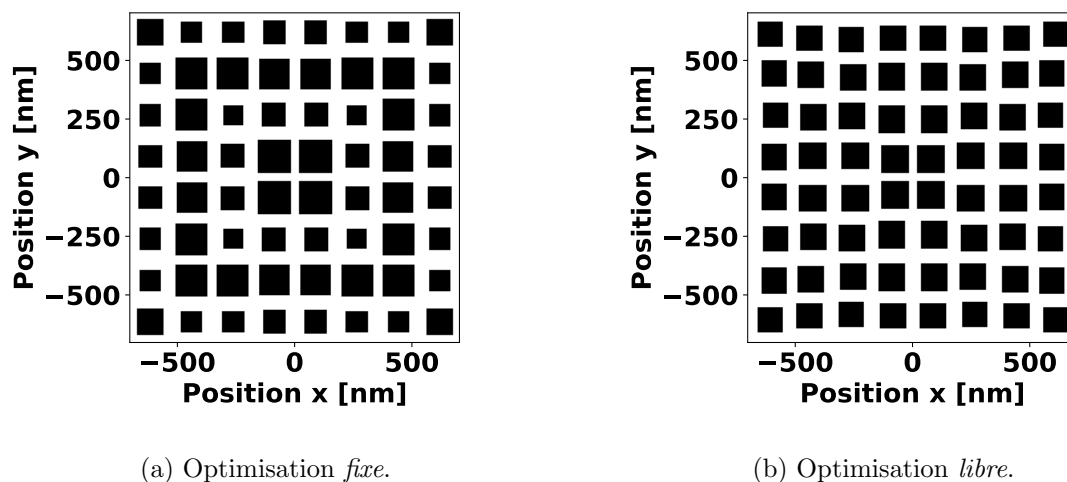 500
250
0
−250
−500
Position y [nm]
−500 0 500
Position x [nm]
500
250
0
−250
−500
Position y [nm]
−500 0 500
Position x [nm]
(a) Optimisation fixe.
(b) Optimisation libre.